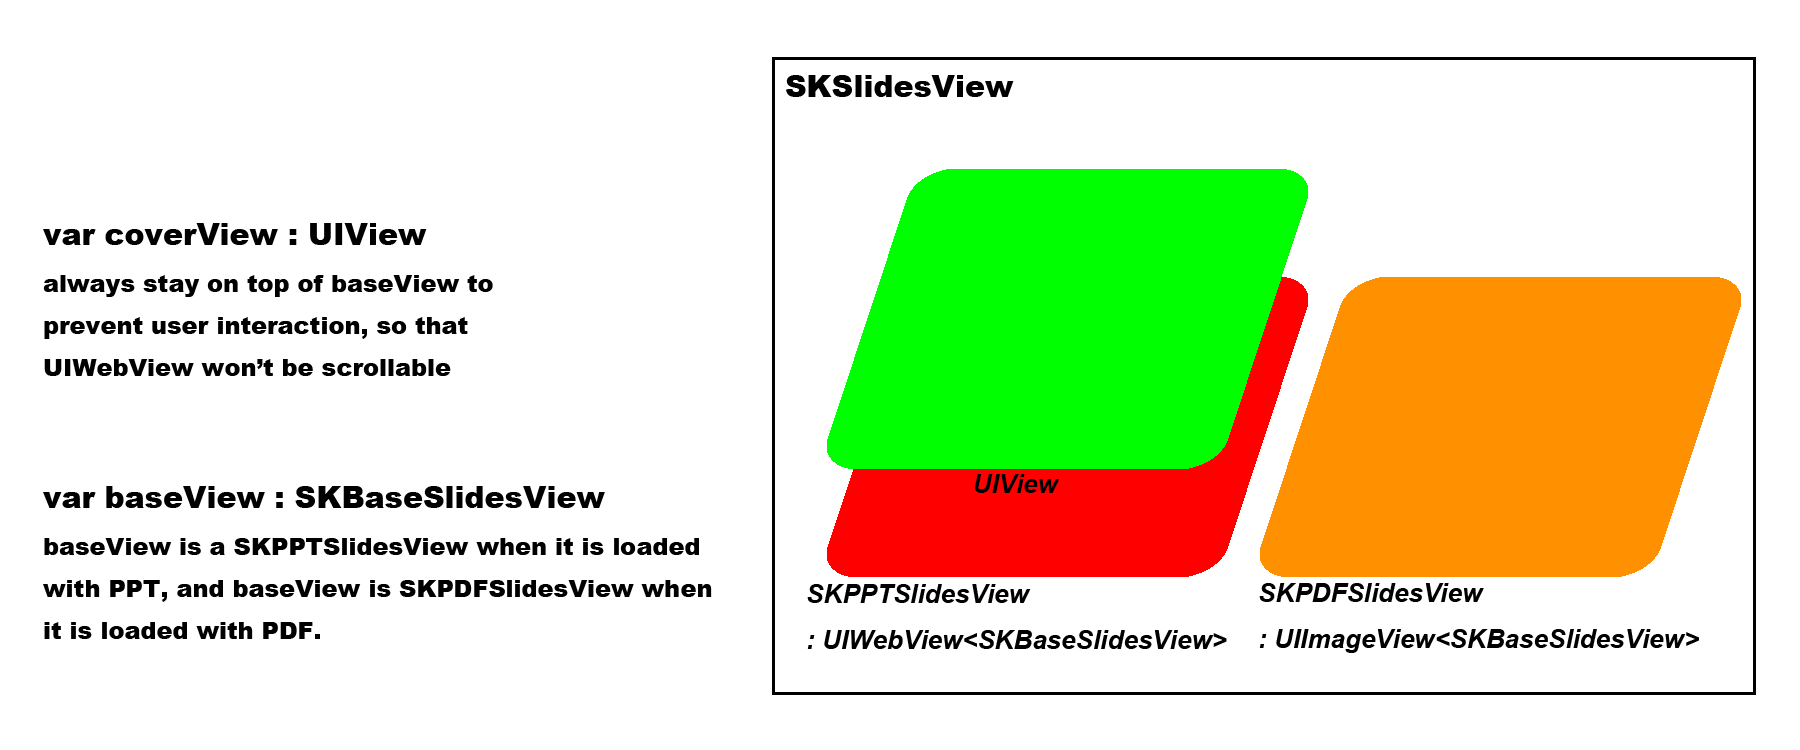 SKSlidesView
var coverView : UIView
always stay on top of baseView to
prevent user interaction, so that
UIWebView won’t be scrollable
var baseView : SKBaseSlidesView
baseView is a SKPPTSlidesView when it is loaded
with PPT, and baseView is SKPDFSlidesView when
it is loaded with PDF.
UIView
SKPPTSlidesView
: UIWebView<SKBaseSlidesView>
SKPDFSlidesView
: UIImageView<SKBaseSlidesView>